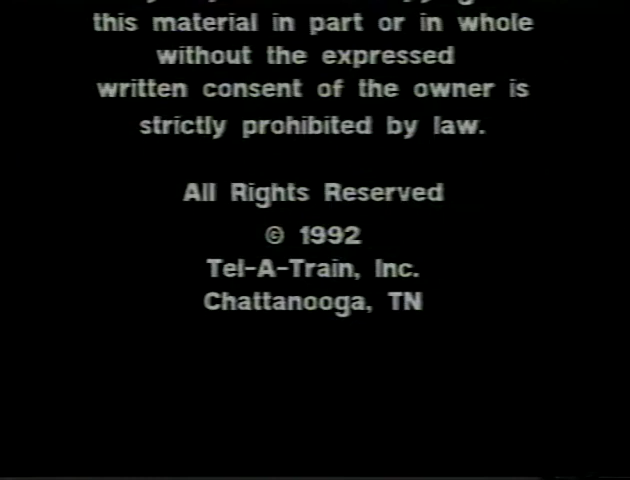 this material in part or in whole
without the expressed
written consent of the owner is
strictly prohibited by law.
All Rights Reserved
© 1992
Tel-A-Train, Inc.
Chattanooga, TN